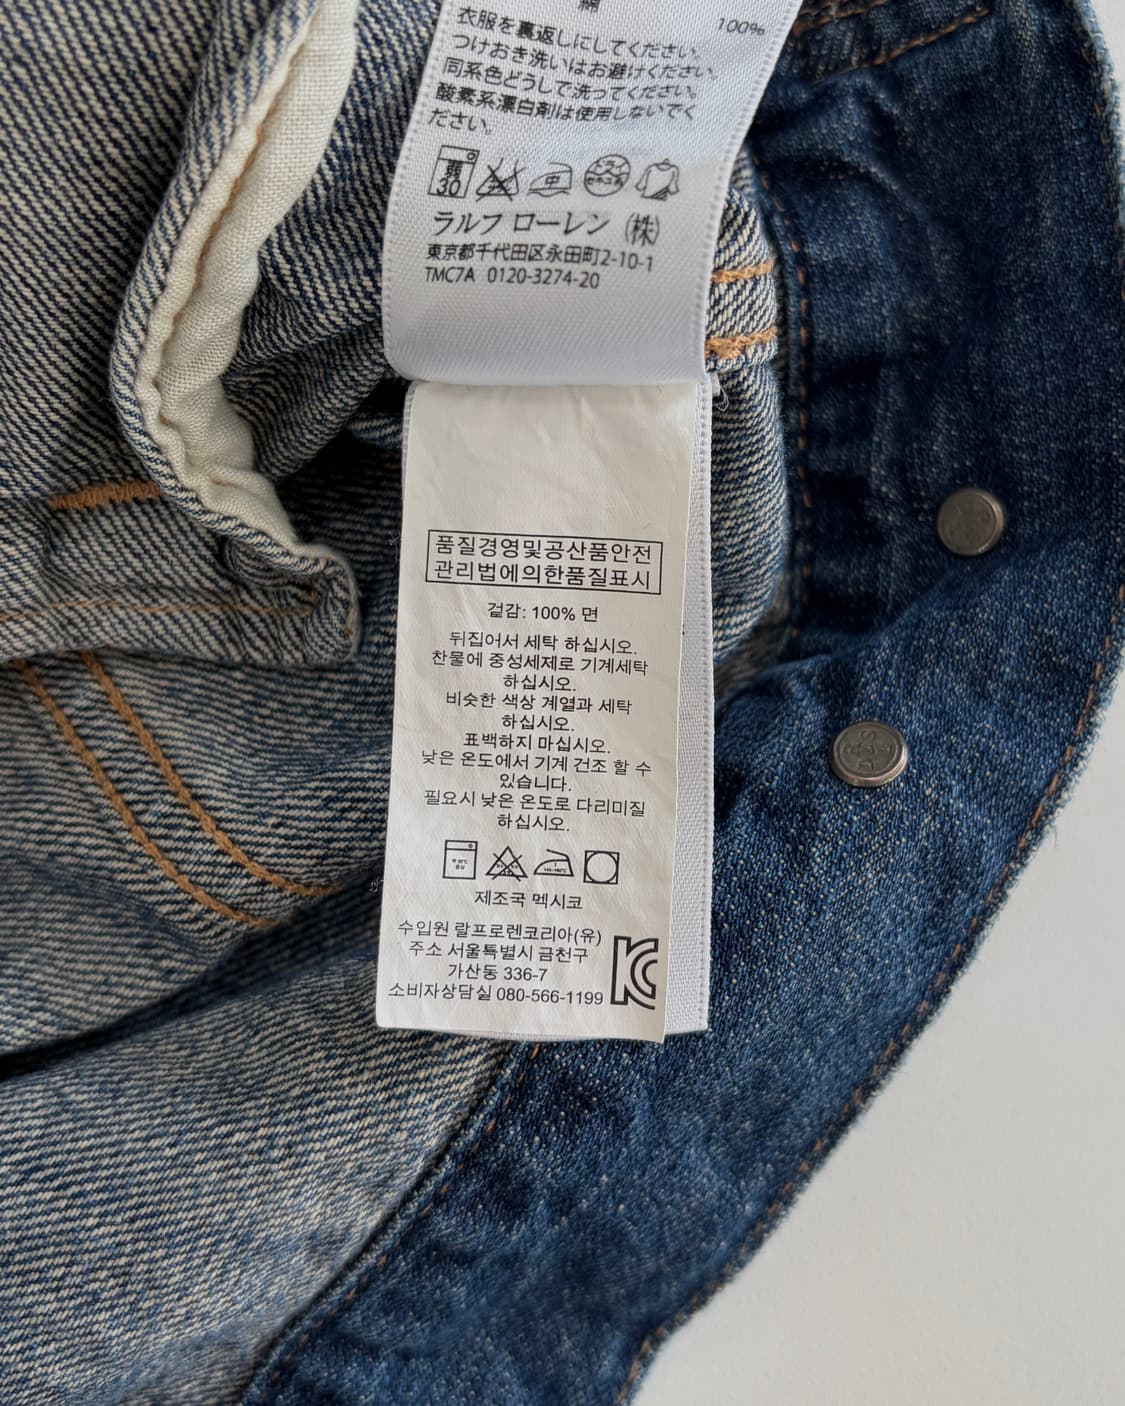 綿 100%
衣服を裏返しにしてください。
つけおき洗いはお避けください。
同系色どうしで洗ってください。
酸素系漂白剤は使用しないでく
ださい。
弱 30 中
ラルフ ローレン (株)
東京都千代田区永田町2-10-1
TMC7A 0120-3274-20
품질경영및공산품안전
관리법에의한품질표시
겉감: 100% 면
뒤집어서 세탁 하십시오.
찬물에 중성세제로 기계세탁
하십시오.
비슷한 색상 계열과 세탁
하십시오.
표백하지 마십시오.
낮은 온도에서 기계 건조 할 수
있습니다.
필요시 낮은 온도로 다리미질
하십시오.
제조국 멕시코
수입원 랄프로렌코리아(유)
주소 서울특별시 금천구
가산동 336-7
소비자상담실 080-566-1199
KC